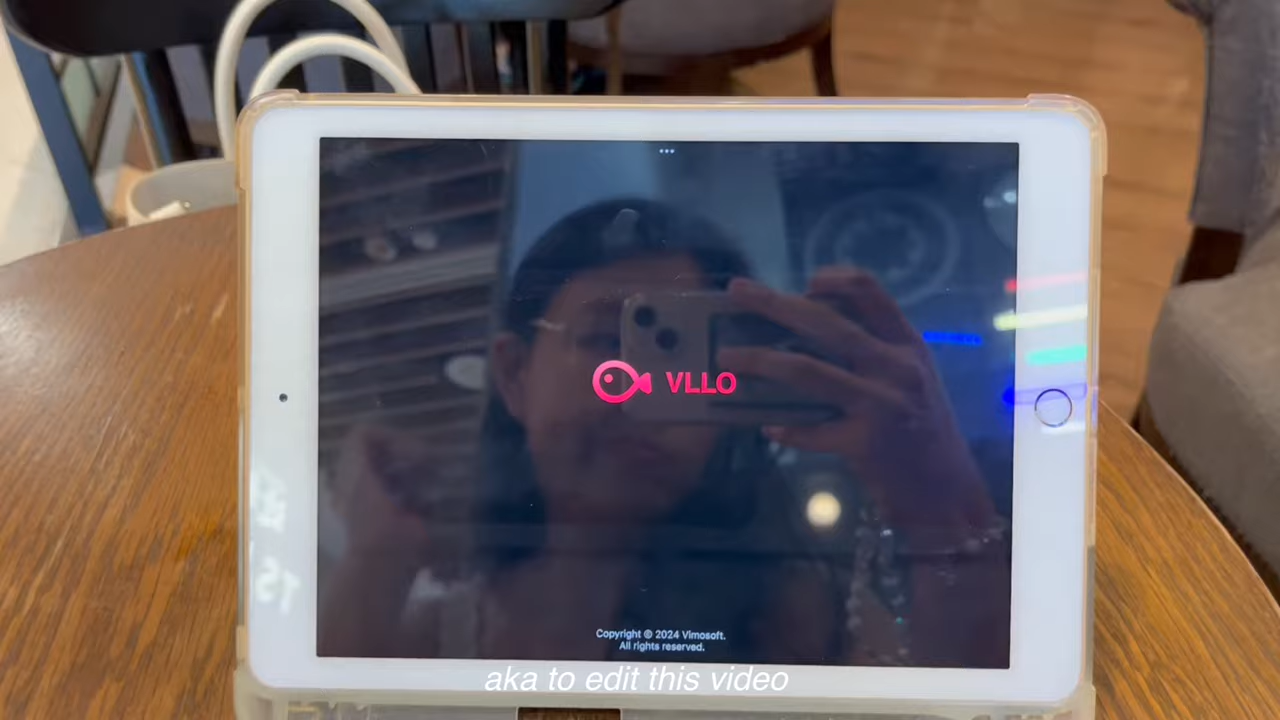 VLLO
Copyright © 2024 Vimosoft.
All rights reserved.
aka to edit this video